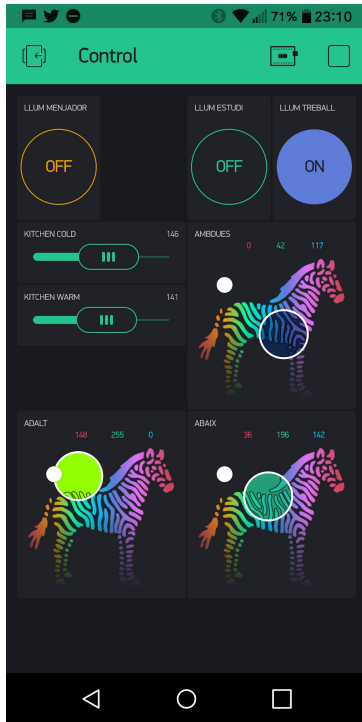 71% 23:10
Control
LLUM MENJADOR
OFF
LLUM ESTUDI
OFF
LLUM TREBALL
ON
KITCHEN COLD 146
KITCHEN WARM 141
AMBDUES
0 42 117
ADALT
148 255 0
ABAIX
36 196 142